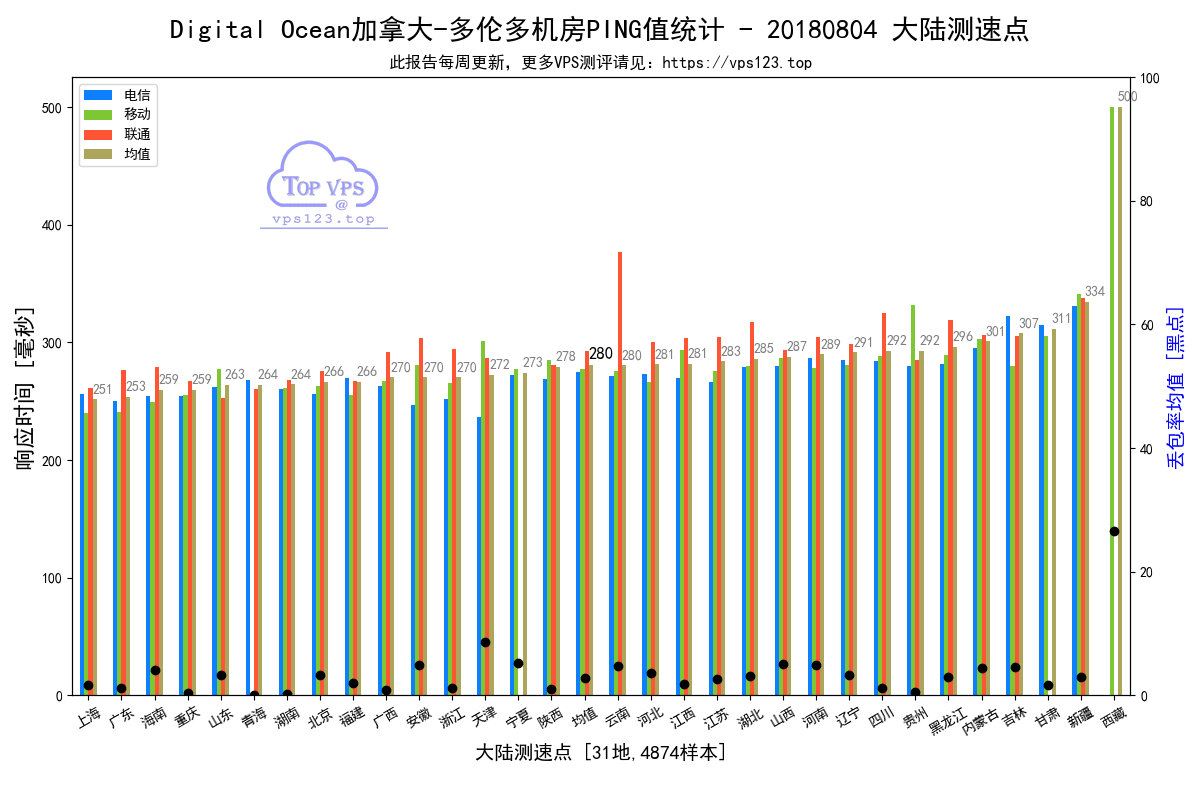 Digital Ocean加拿大-多伦多机房PING值统计 - 20180804 大陆测速点
此报告每周更新，更多VPS测评请见：https://vps123.top
电信
移动
联通
均值
TOP VPS
@
vps123.top
响应时间 [毫秒]
500
400
300
200
100
0
丢包率均值 [黑点]
100
80
60
40
20
0
251
253
259
259
263
264
264
266
266
270
270
270
272
273
278
280
280
281
281
283
285
287
289
291
292
292
296
301
307
311
334
500
上海
广东
海南
重庆
山东
青海
湖南
北京
福建
广西
安徽
浙江
天津
宁夏
陕西
均值
云南
河北
江西
江苏
湖北
山西
河南
辽宁
四川
贵州
黑龙江
内蒙古
吉林
甘肃
新疆
西藏
大陆测速点 [31地,4874样本]